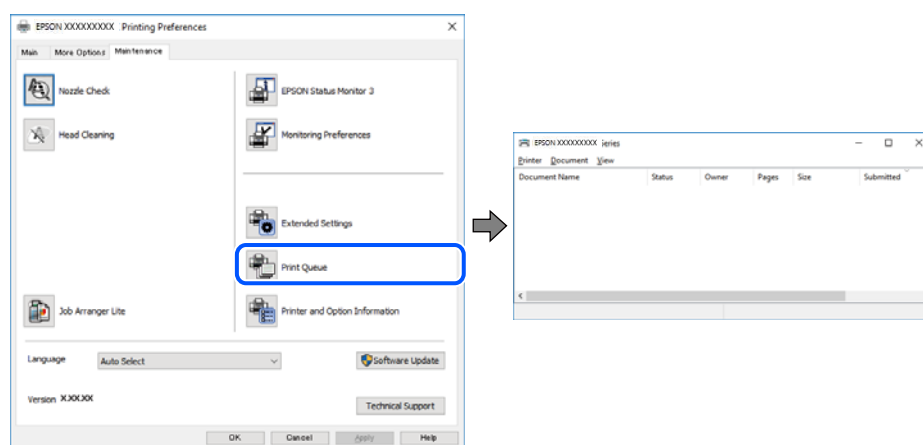 EPSON XXXXXXXXX Printing Preferences
Main More Options Maintenance
Nozzle Check
EPSON Status Monitor 3
Head Cleaning
Monitoring Preferences
Extended Settings
Print Queue
Job Arranger Lite
Printer and Option Information
Language Auto Select Software Update
Version X.XX.XX
Technical Support
OK Cancel Apply Help
EPSON XXXXXXXXX ieries
Printer Document View
Document Name Status Owner Pages Size Submitted